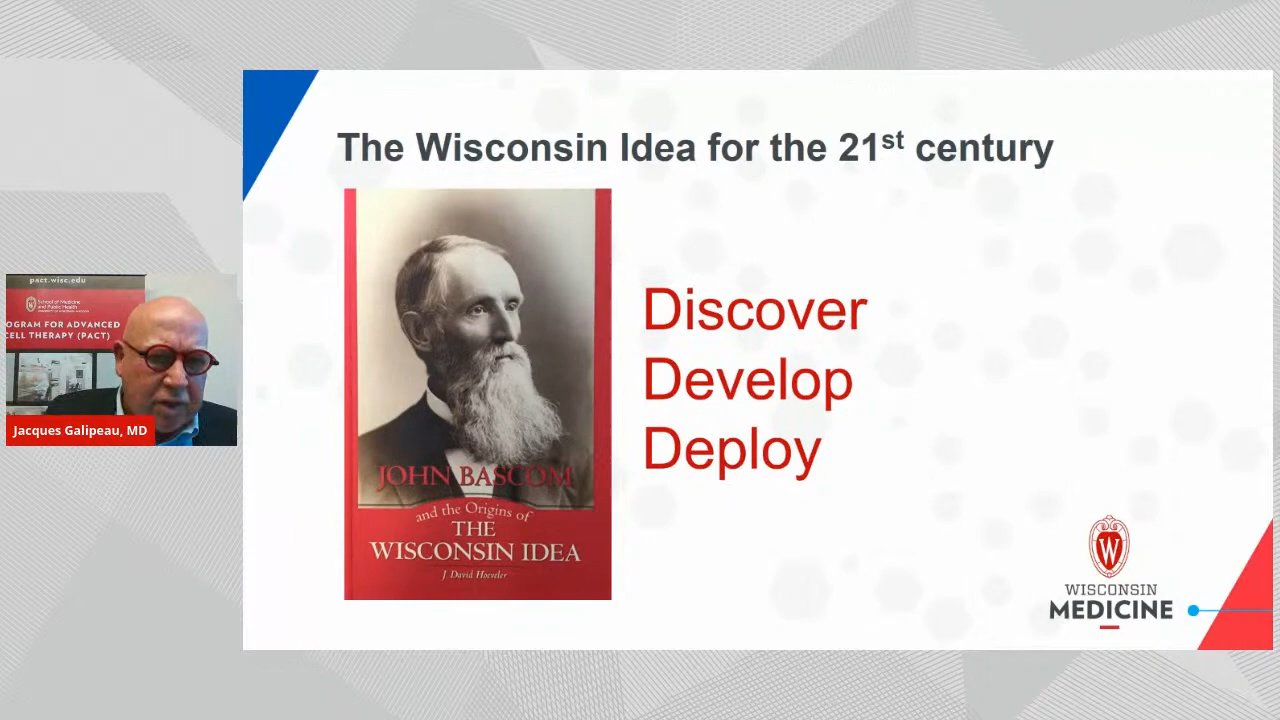 pact.wisc.edu
School of Medicine
and Public Health
OGRAM FOR ADVANCED
CELL THERAPY (PACT)
Jacques Galipeau, MD
The Wisconsin Idea for the 21st century
JOHN BASCOM
and the Origins of
THE
WISCONSIN IDEA
J David Hoeveler
Discover
Develop
Deploy
W
WISCONSIN
MEDICINE